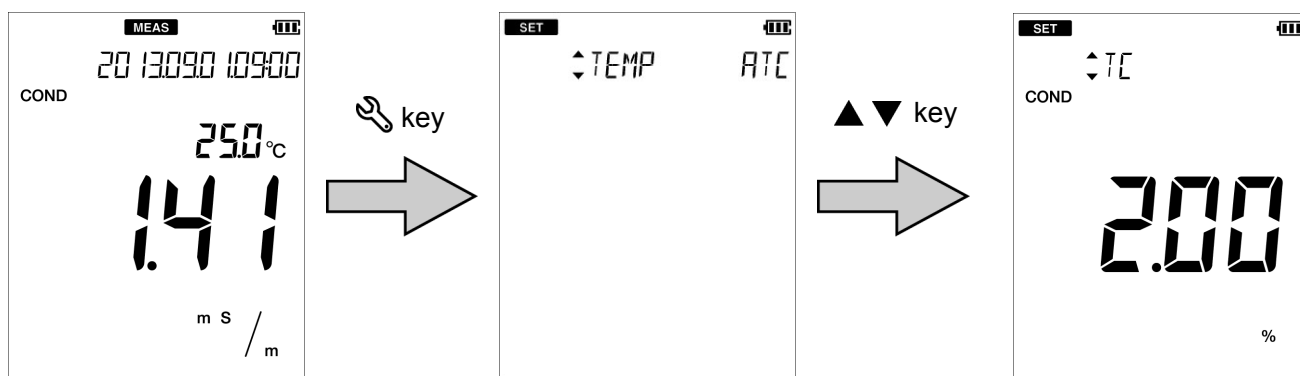 MEAS
2013.09.01.09:00
COND
25.0 °C
1.41
m S / m
key
SET
TEMP ATC
▲ ▼ key
SET
TC
COND
2.00
%